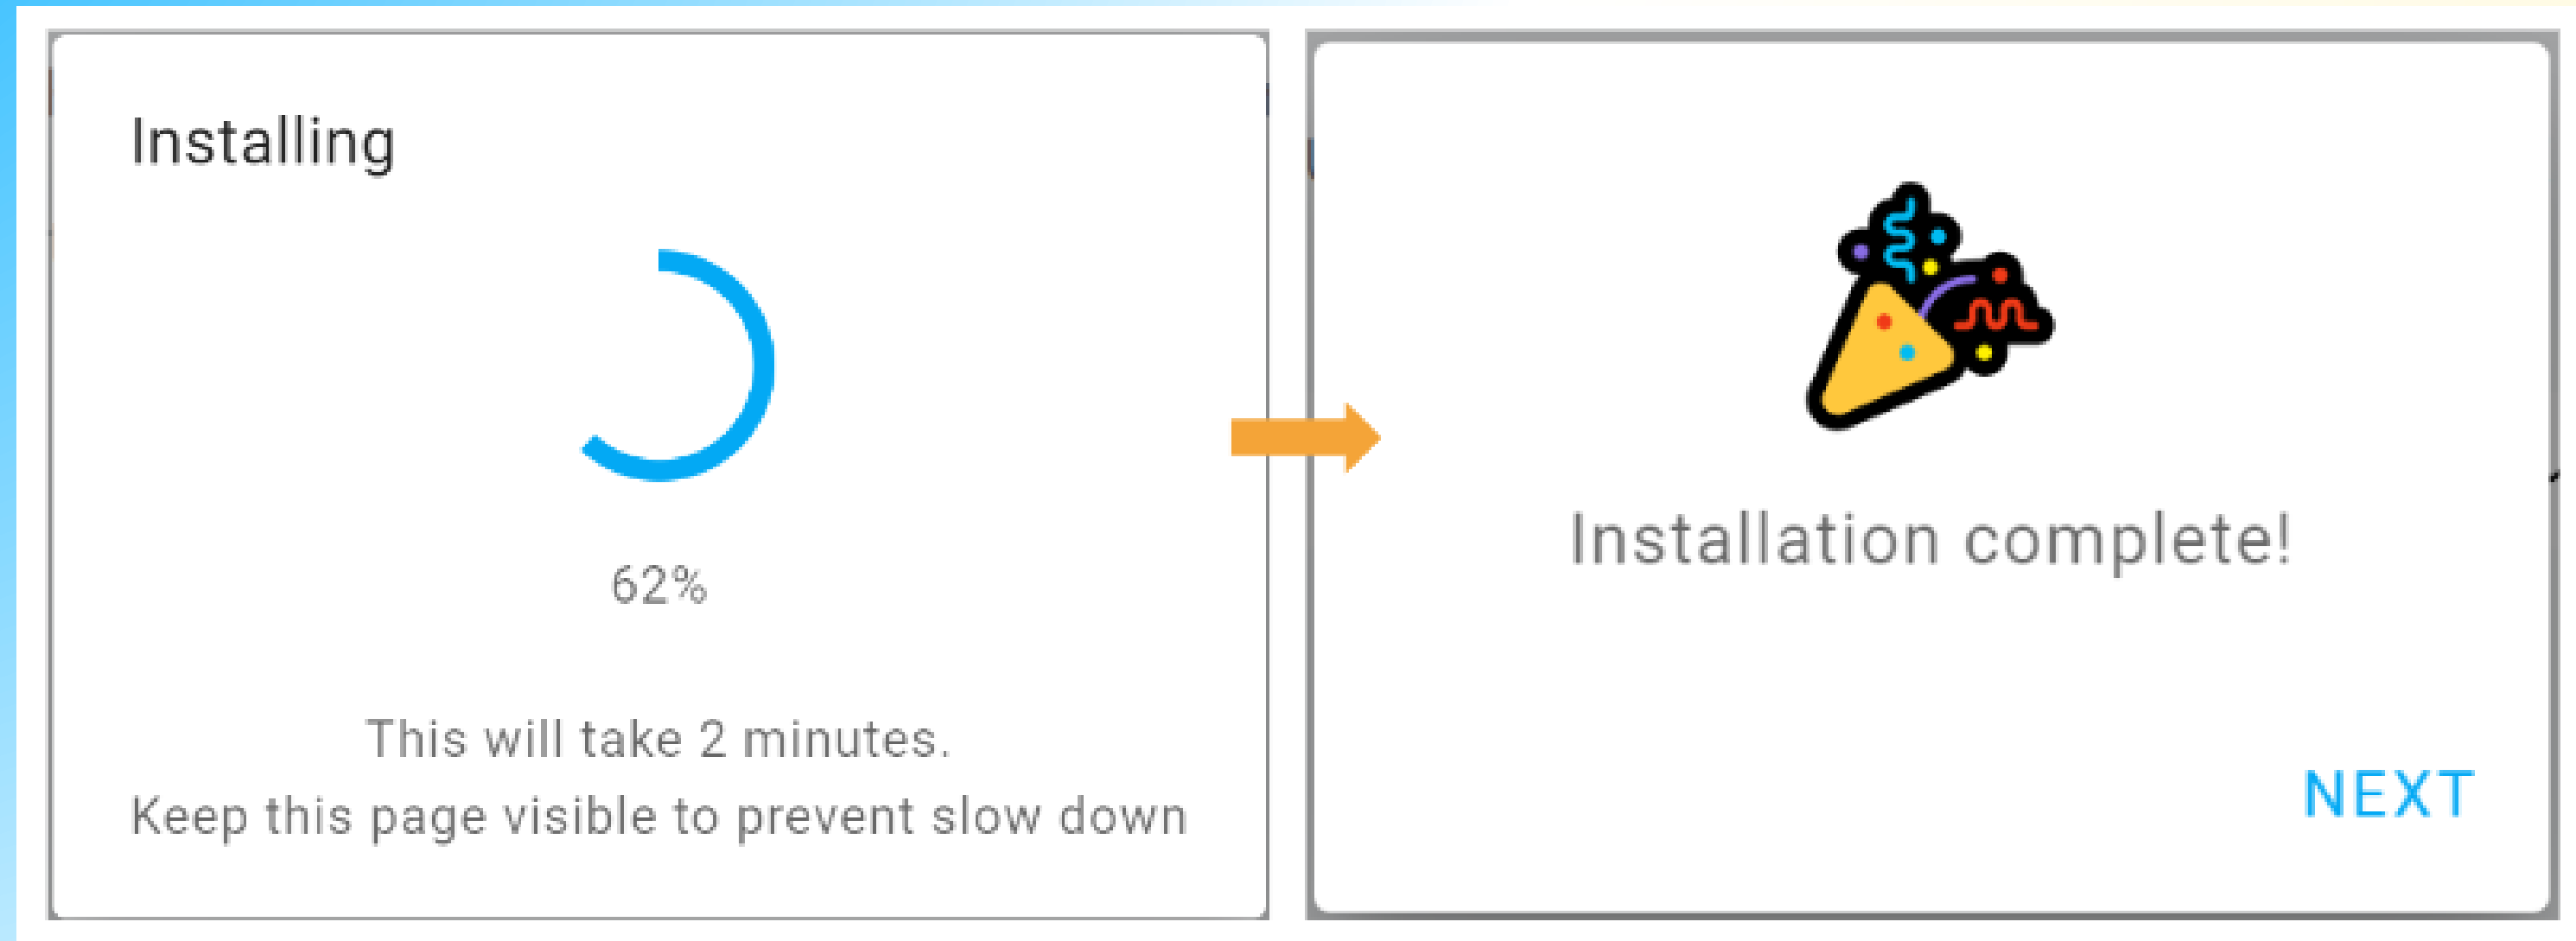 Installing
62%
This will take 2 minutes.
Keep this page visible to prevent slow down
Installation complete!
NEXT